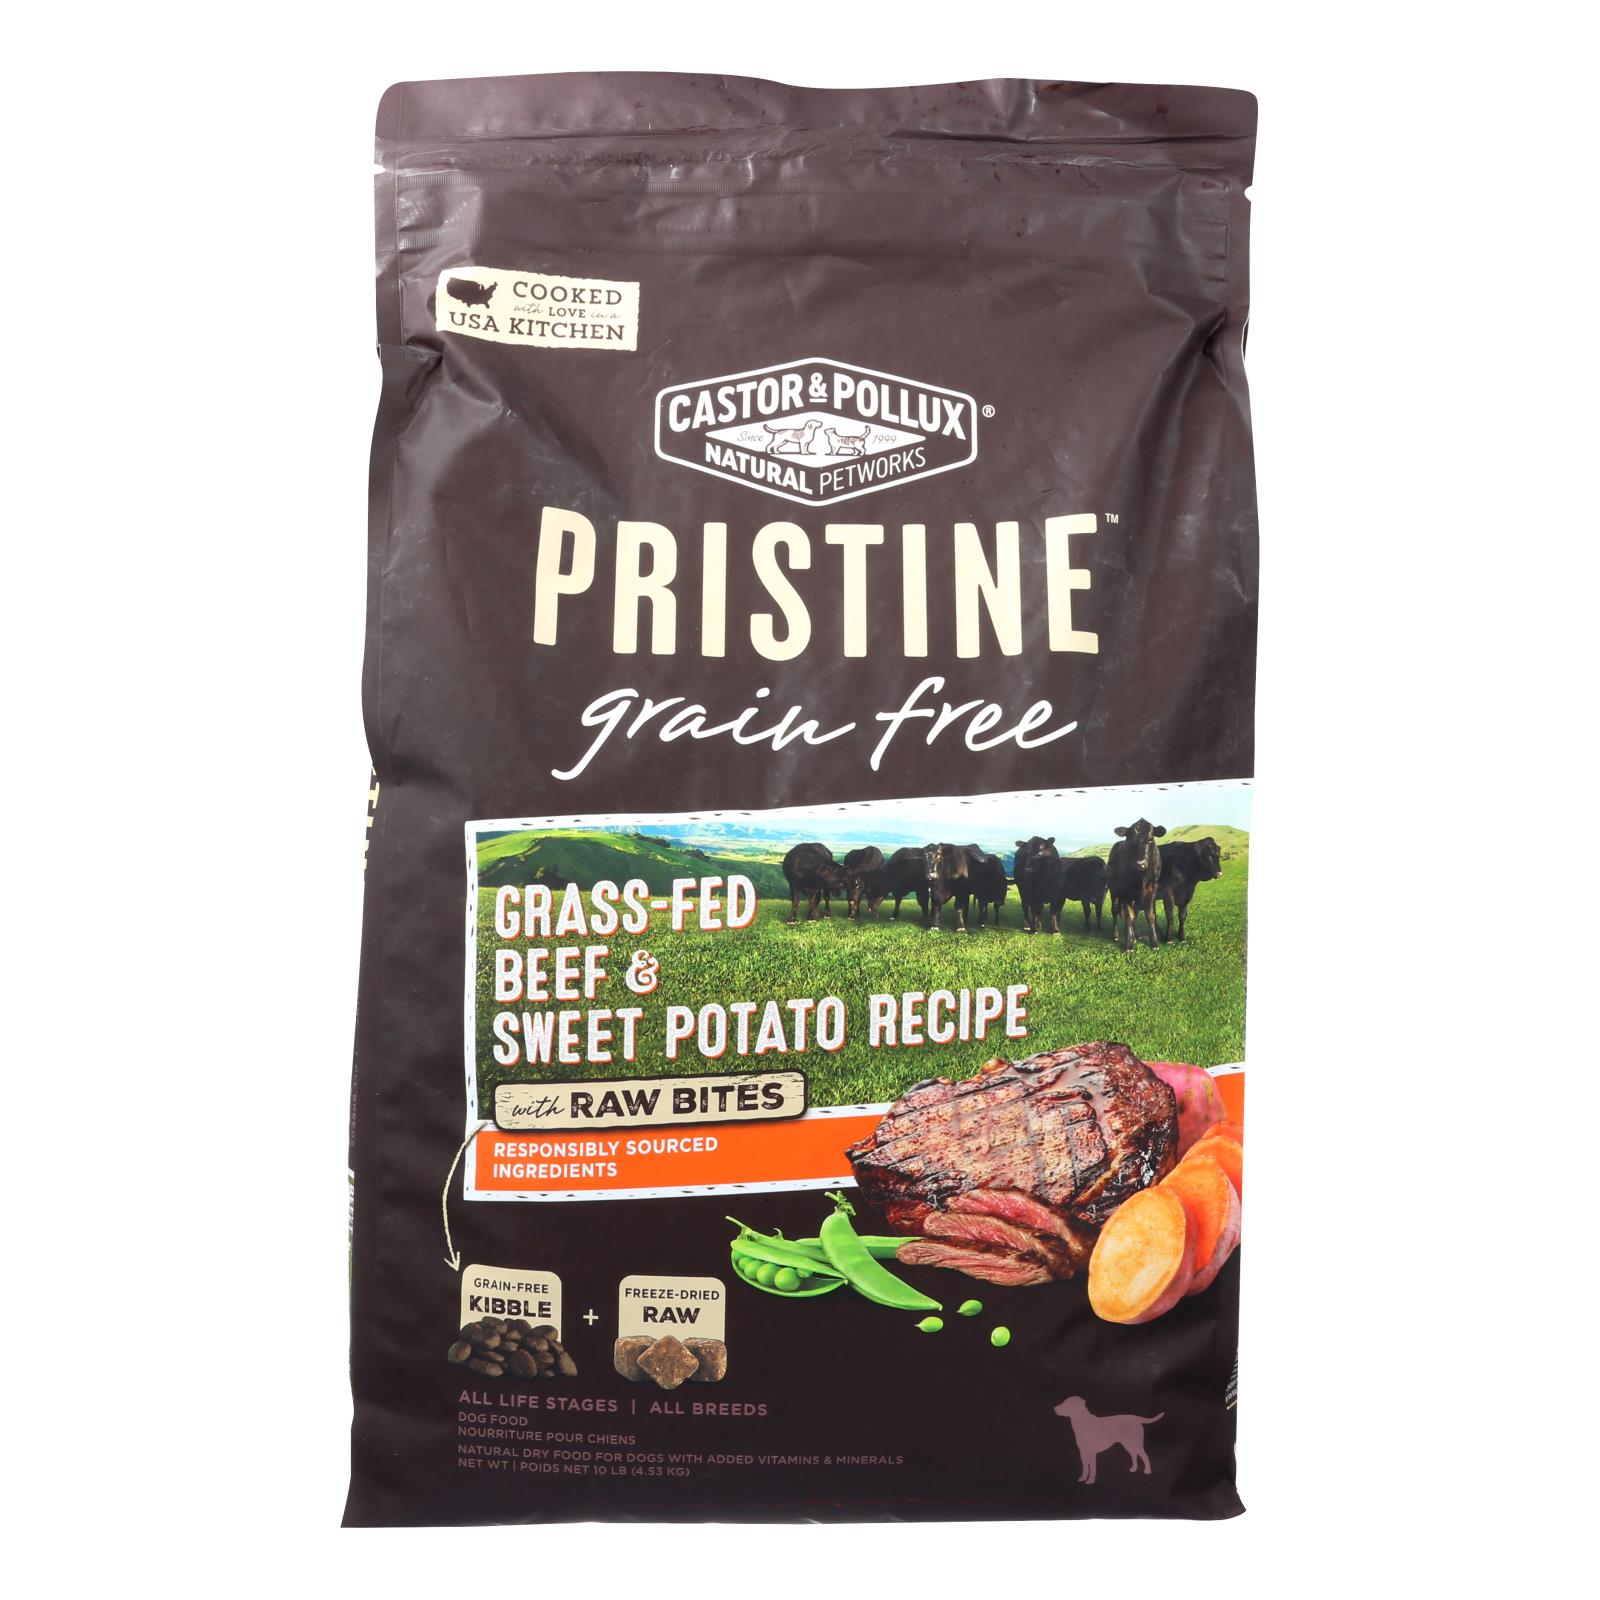 COOKED
with LOVE in a
USA KITCHEN
CASTOR & POLLUX ®
Since 1999
NATURAL PETWORKS
PRISTINE ™
grain free
GRASS-FED
BEEF &
SWEET POTATO RECIPE
with RAW BITES
RESPONSIBLY SOURCED
INGREDIENTS
GRAIN-FREE
KIBBLE
+
FREEZE-DRIED
RAW
ALL LIFE STAGES | ALL BREEDS
DOG FOOD
NOURRITURE POUR CHIENS
NATURAL DRY FOOD FOR DOGS WITH ADDED VITAMINS & MINERALS
NET WT | POIDS NET 10 LB (4.53 KG)